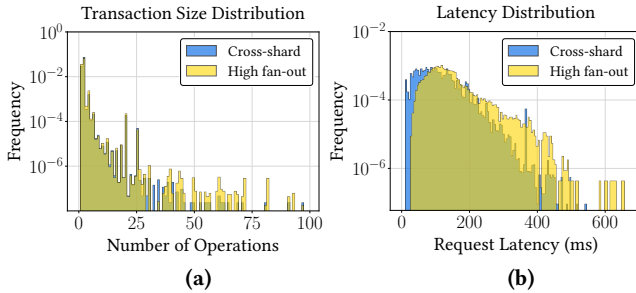 Transaction Size Distribution
10⁰
10⁻²
10⁻⁴
10⁻⁶
Frequency
Cross-shard
High fan-out
0 25 50 75 100
Number of Operations
(a)
Latency Distribution
10⁻²
10⁻⁴
10⁻⁶
Frequency
Cross-shard
High fan-out
0 200 400 600
Request Latency (ms)
(b)